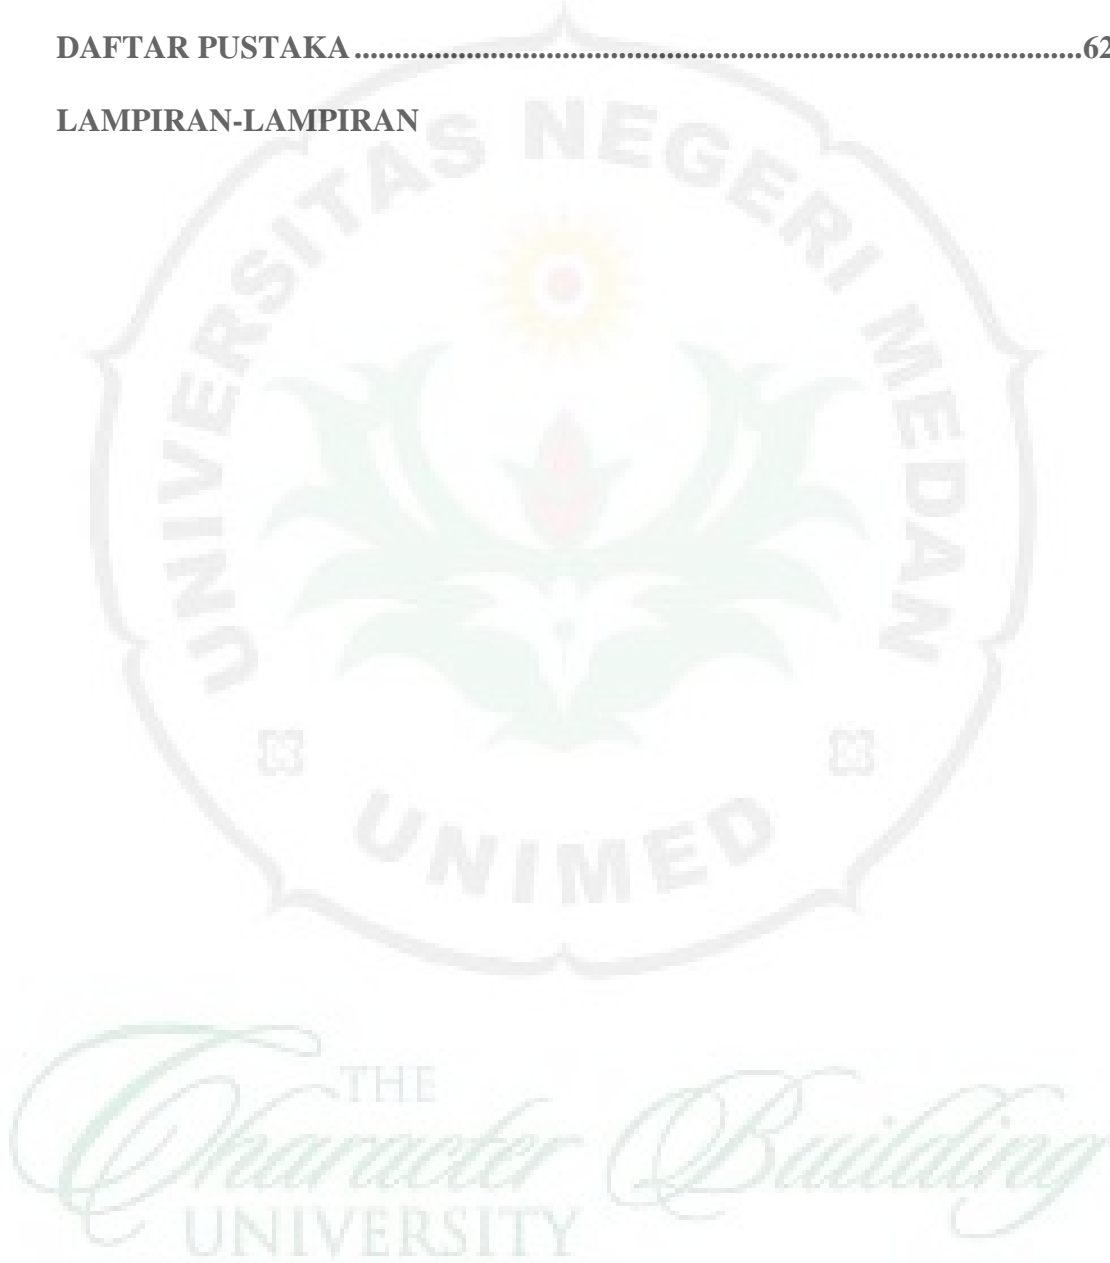 DAFTAR PUSTAKA ........................................................................................62
LAMPIRAN-LAMPIRAN
UNIVERSITAS NEGERI MEDAN
UNIMED
THE
Character Building
UNIVERSITY